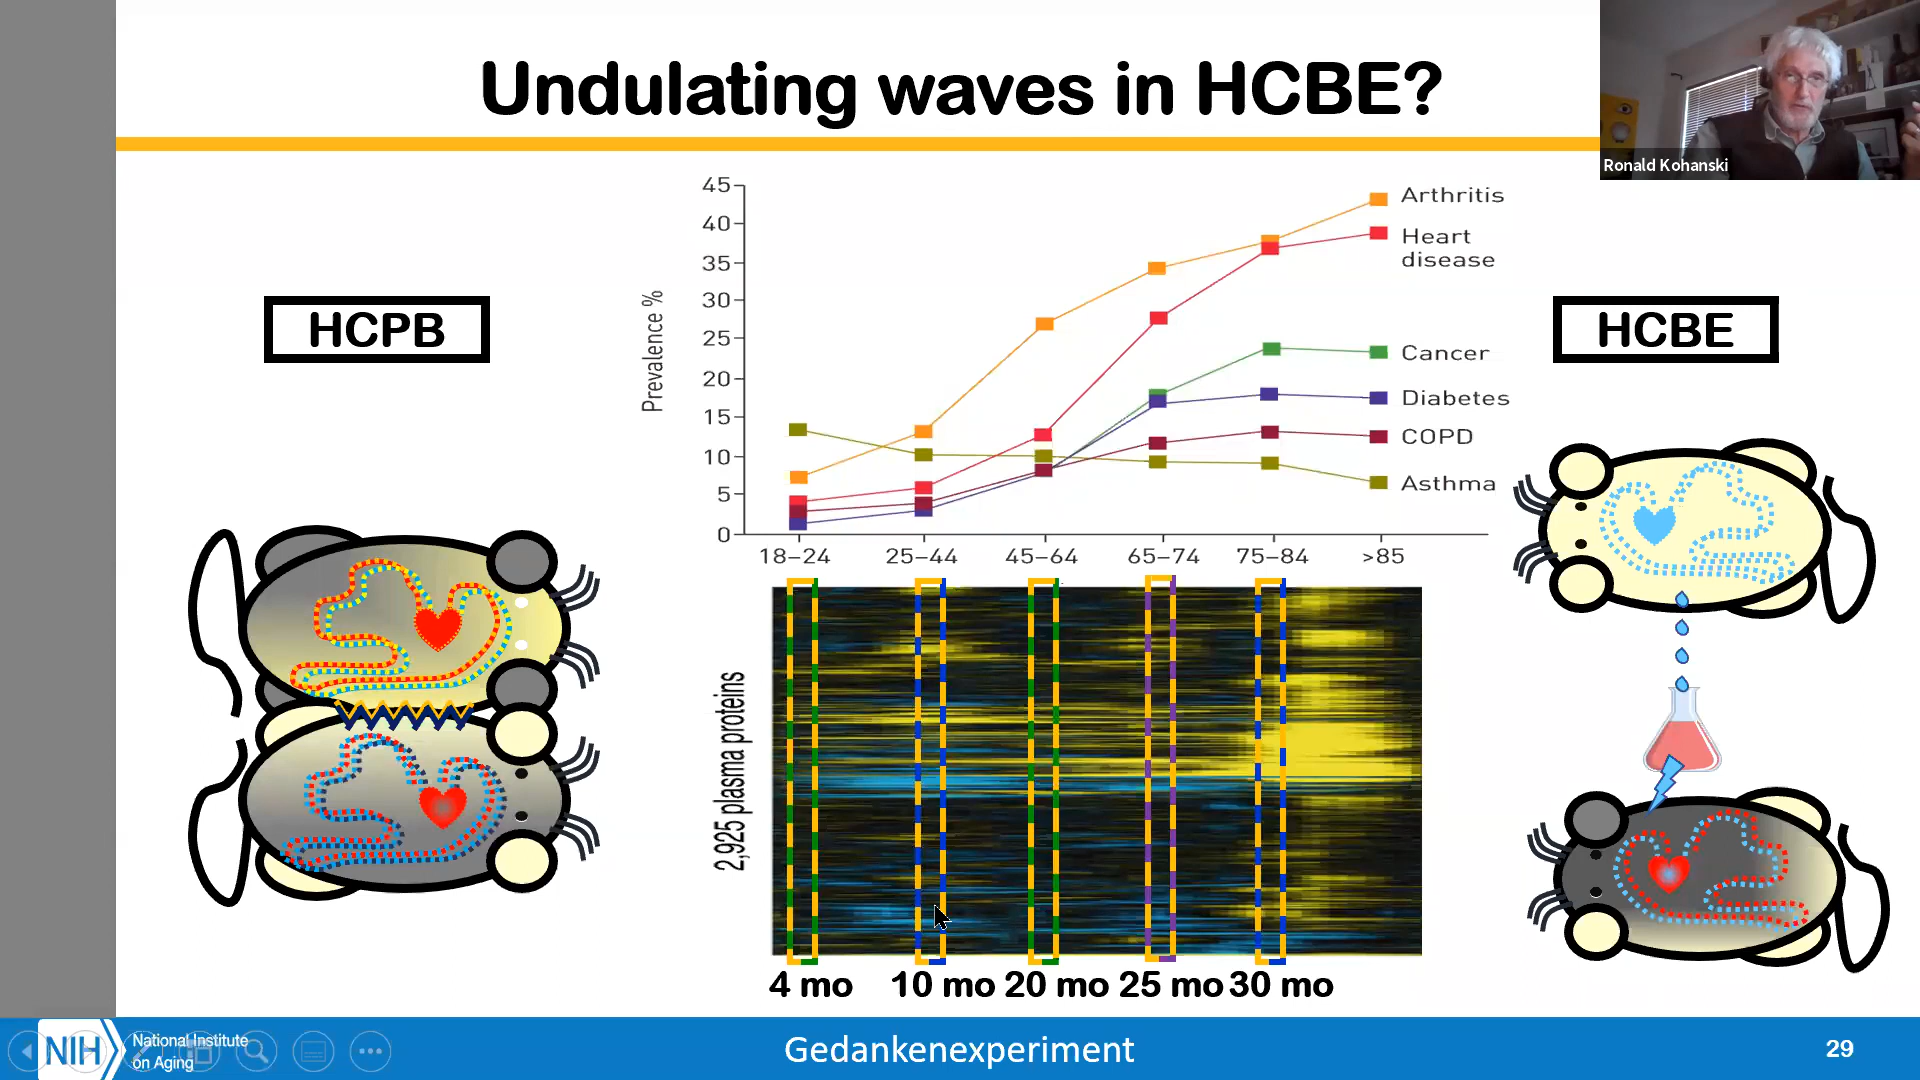 Undulating waves in HCBE?
Ronald Kohanski
HCPB
HCBE
Prevalence %
45
40
35
30
25
20
15
10
5
0
Arthritis
Heart
disease
Cancer
Diabetes
COPD
Asthma
18–24 25–44 45–64 65–74 75–84 >85
2,925 plasma proteins
4 mo 10 mo 20 mo 25 mo 30 mo
NIH
National Institute
on Aging
Gedankenexperiment
29